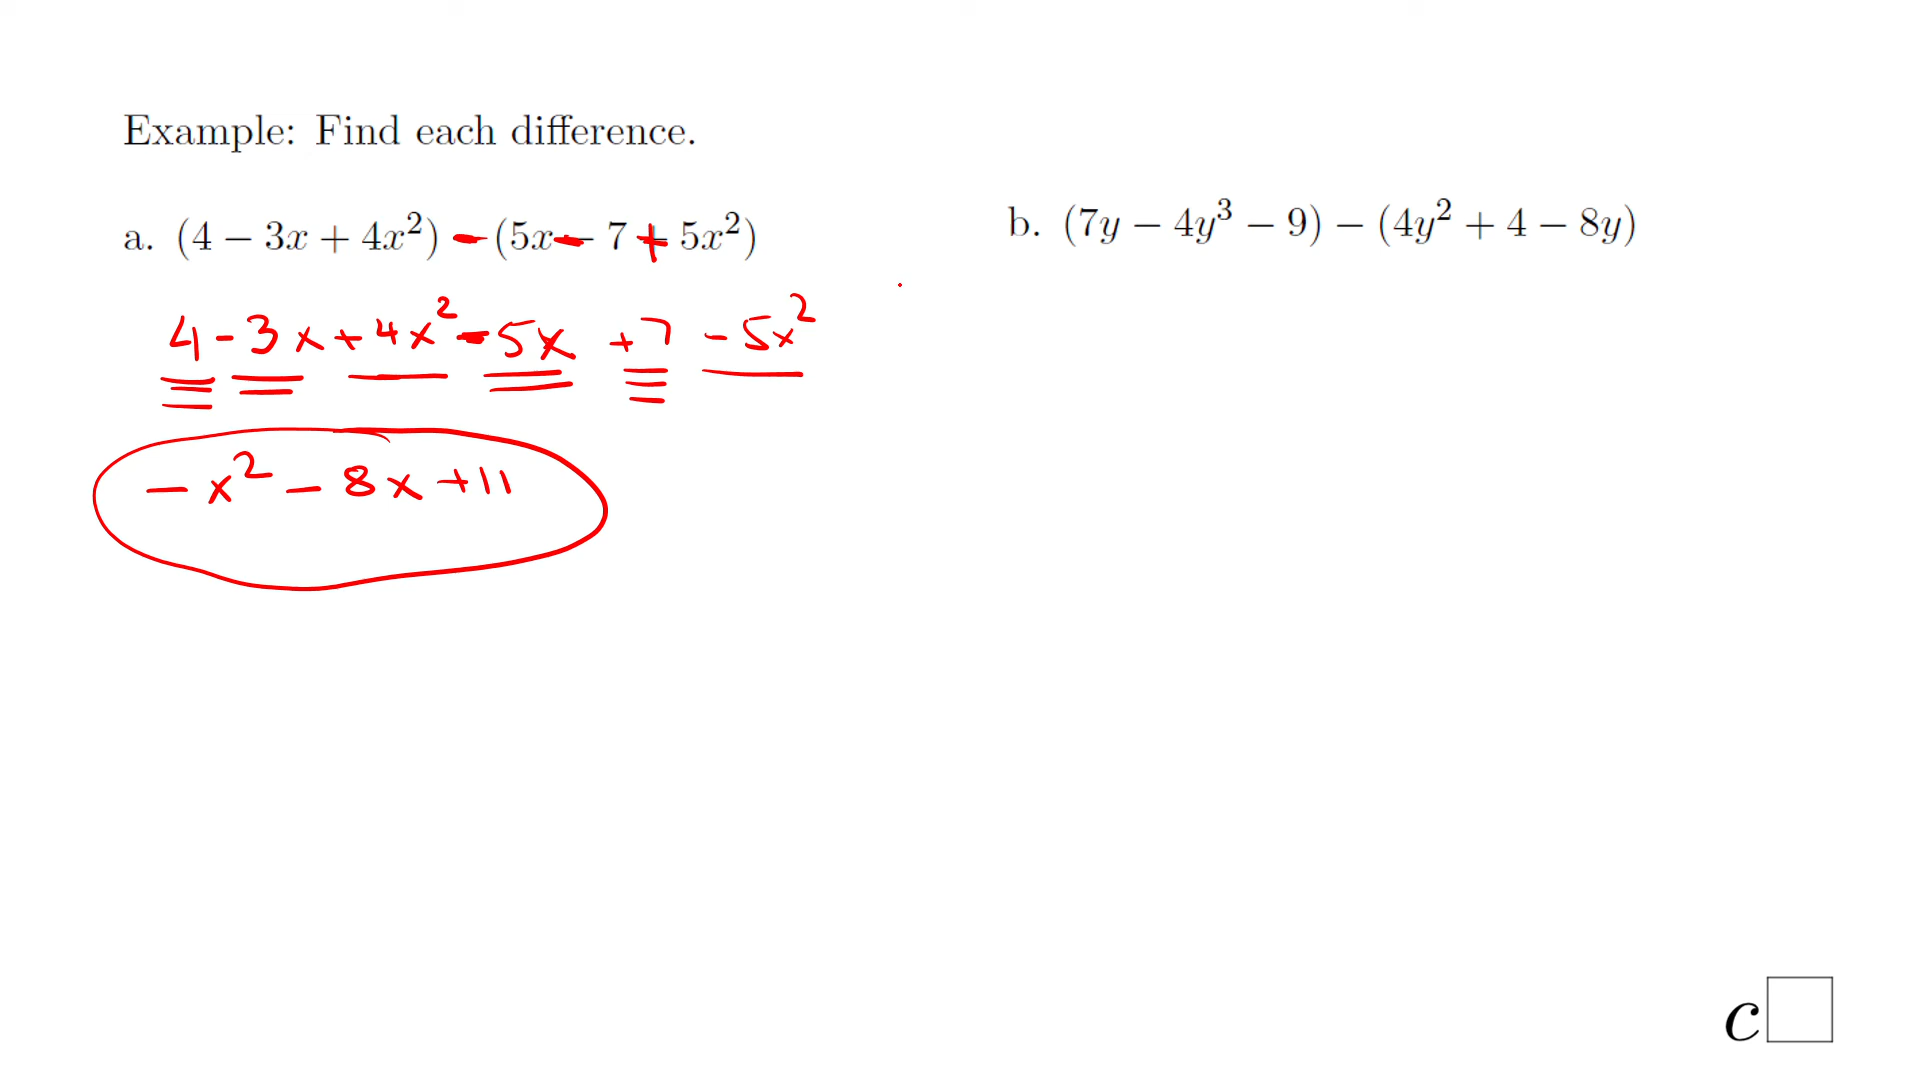 Example: Find each difference.
a. (4 − 3x + 4x²) − (5x − 7 + 5x²)
4 - 3x + 4x² - 5x + 7 - 5x²
- x² - 8x + 11
b. (7y − 4y³ − 9) − (4y² + 4 − 8y)
c